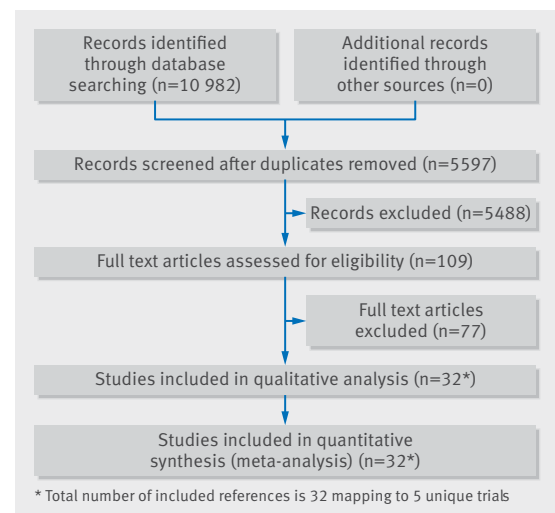 Records identified
through database
searching (n=10 982)
Additional records
identified through
other sources (n=0)
Records screened after duplicates removed (n=5597)
Records excluded (n=5488)
Full text articles assessed for eligibility (n=109)
Full text articles
excluded (n=77)
Studies included in qualitative analysis (n=32*)
Studies included in quantitative
synthesis (meta-analysis) (n=32*)
* Total number of included references is 32 mapping to 5 unique trials